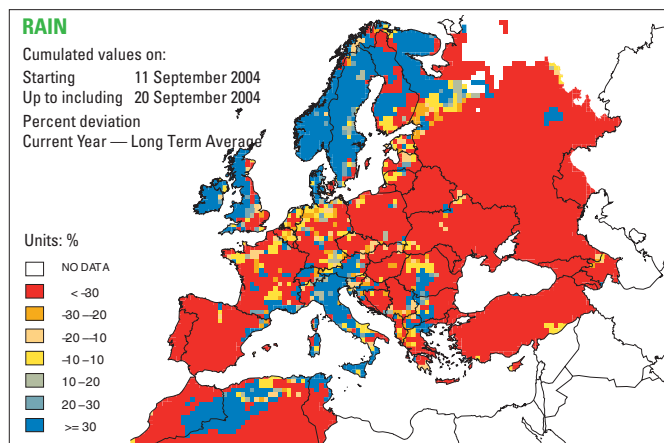 RAIN
Cumulated values on:
Starting 11 September 2004
Up to including 20 September 2004
Percent deviation
Current Year — Long Term Average
Units: %
NO DATA
< -30
-30 – -20
-20 – -10
-10 – 10
10 – 20
20 – 30
>= 30